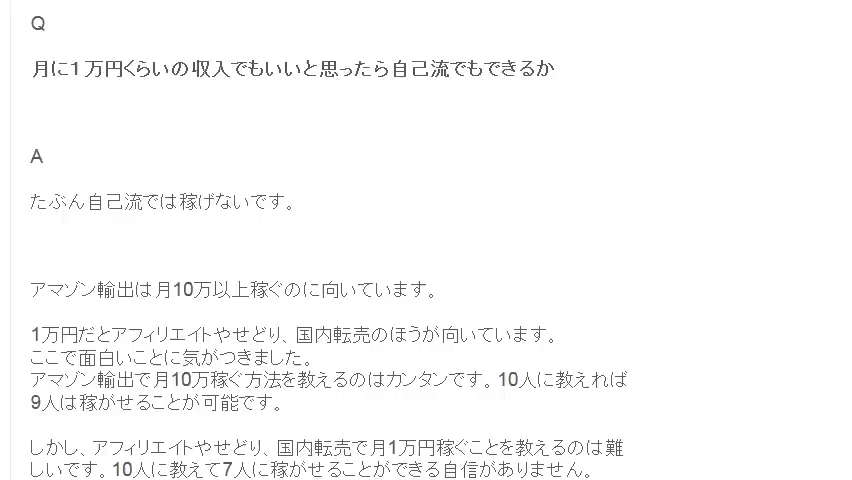 Q
月に１万円くらいの収入でもいいと思ったら自己流でもできるか
A
たぶん自己流では稼げないです。
アマゾン輸出は月10万以上稼ぐのに向いています。
1万円だとアフィリエイトやせどり、国内転売のほうが向いています。
ここで面白いことに気がつきました。
アマゾン輸出で月10万稼ぐ方法を教えるのはカンタンです。10人に教えれば
9人は稼がせることが可能です。
しかし、アフィリエイトやせどり、国内転売で月1万円稼ぐことを教えるのは難
しいです。10人に教えて7人に稼がせることができる自信がありません。